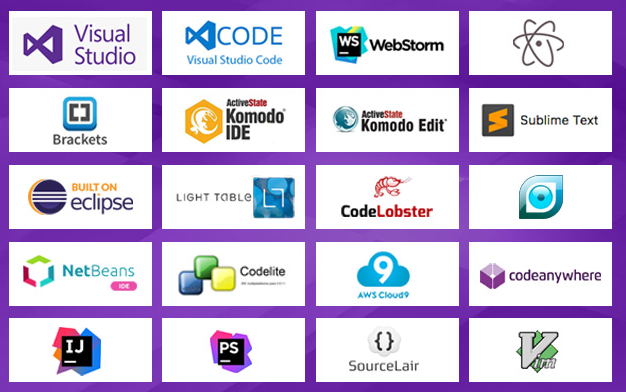 Visual
Studio
CODE
Visual Studio Code
WS
WebStorm
Brackets
ActiveState
Komodo
IDE
ActiveState
Komodo Edit
Sublime Text
BUILT ON
eclipse
LIGHT TABLE
LT
CodeLobster
NetBeans
IDE
Codelite
9
AWS Cloud9
codeanywhere
IJ
PS
{}
SourceLair
Vim